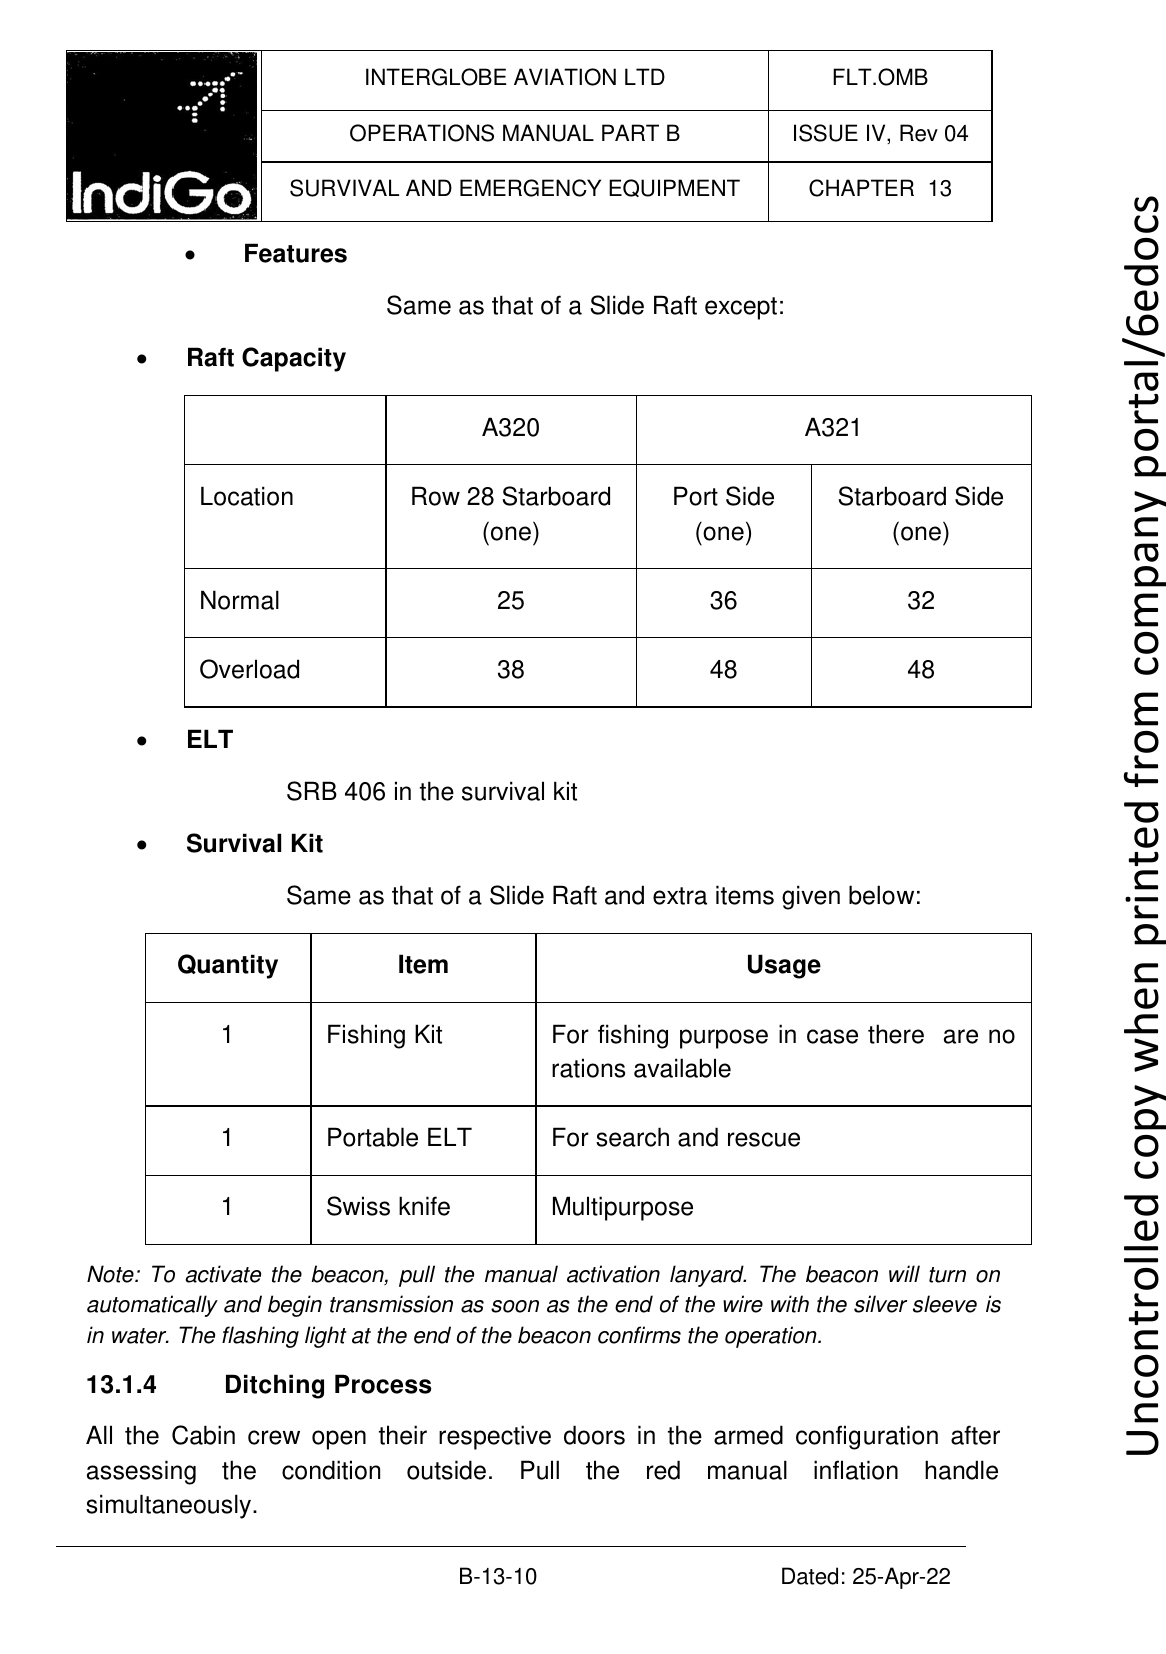 INTERGLOBE AVIATION LTD FLT.OMB
OPERATIONS MANUAL PART B ISSUE IV, Rev 04
IndiGo SURVIVAL AND EMERGENCY EQUIPMENT CHAPTER 13
• Features
Same as that of a Slide Raft except:
• Raft Capacity
A320 A321
Location Row 28 Starboard Port Side Starboard Side
(one) (one) (one)
Normal 25 36 32
Overload 38 48 48
• ELT
SRB 406 in the survival kit
• Survival Kit
Same as that of a Slide Raft and extra items given below:
Quantity Item Usage
1 Fishing Kit For fishing purpose in case there are no
rations available
1 Portable ELT For search and rescue
1 Swiss knife Multipurpose
Note: To activate the beacon, pull the manual activation lanyard. The beacon will turn on
automatically and begin transmission as soon as the end of the wire with the silver sleeve is
in water. The flashing light at the end of the beacon confirms the operation.
13.1.4 Ditching Process
All the Cabin crew open their respective doors in the armed configuration after
assessing the condition outside. Pull the red manual inflation handle
simultaneously.
B-13-10 Dated: 25-Apr-22
Uncontrolled copy when printed from company portal/6edocs